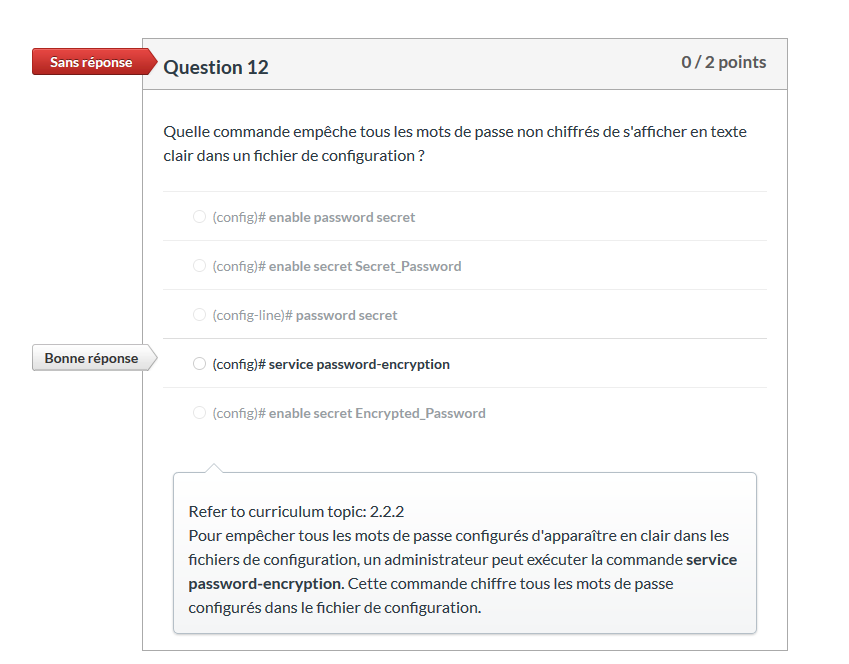 Sans réponse
Question 12
0 / 2 points
Quelle commande empêche tous les mots de passe non chiffrés de s'afficher en texte
clair dans un fichier de configuration ?
(config)# enable password secret
(config)# enable secret Secret_Password
(config-line)# password secret
Bonne réponse
(config)# service password-encryption
(config)# enable secret Encrypted_Password
Refer to curriculum topic: 2.2.2
Pour empêcher tous les mots de passe configurés d'apparaître en clair dans les
fichiers de configuration, un administrateur peut exécuter la commande service
password-encryption. Cette commande chiffre tous les mots de passe
configurés dans le fichier de configuration.